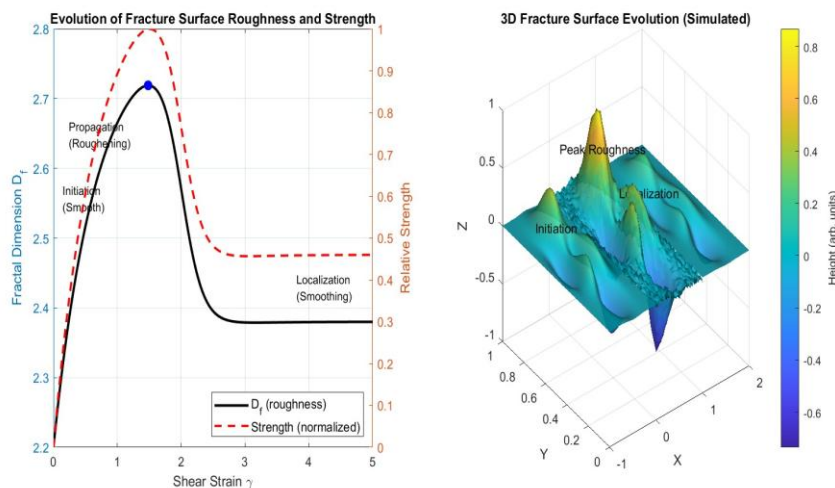 Evolution of Fracture Surface Roughness and Strength
2.8
2.7
2.6
2.5
2.4
2.3
2.2
Fractal Dimension D_f
Propagation
(Roughening)
Initiation
(Smooth)
Localization
(Smoothing)
D_f (roughness)
Strength (normalized)
0
1
2
3
4
5
Shear Strain γ
1
0.9
0.8
0.7
0.6
0.5
0.4
0.3
0.2
0.1
0
Relative Strength
3D Fracture Surface Evolution (Simulated)
1
0.5
0
-0.5
-1
Z
Peak Roughness
Localization
Initiation
1
0.8
0.6
0.4
0.2
0
Y
-1
0
1
2
X
0.8
0.6
0.4
0.2
0
-0.2
-0.4
-0.6
Height (arb. units)